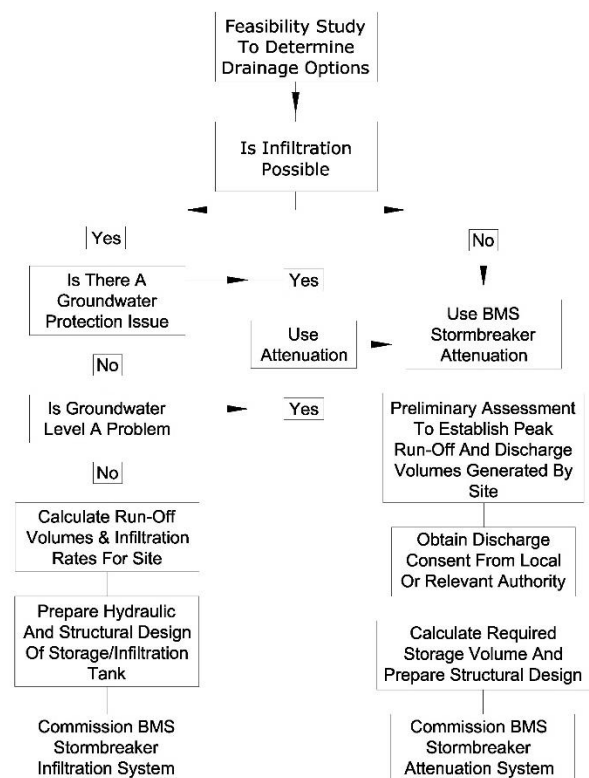 Feasibility Study
To Determine
Drainage Options
Is Infiltration
Possible
Yes
No
Is There A
Groundwater
Protection Issue
Yes
Use
Attenuation
Use BMS
Stormbreaker
Attenuation
No
Is Groundwater
Level A Problem
Yes
Preliminary Assessment
To Establish Peak
Run-Off And Discharge
Volumes Generated By
Site
No
Calculate Run-Off
Volumes & Infiltration
Rates For Site
Obtain Discharge
Consent From Local
Or Relevant Authority
Prepare Hydraulic
And Structural Design
Of Storage/Infiltration
Tank
Calculate Required
Storage Volume And
Prepare Structural Design
Commission BMS
Stormbreaker
Infiltration System
Commission BMS
Stormbreaker
Attenuation System